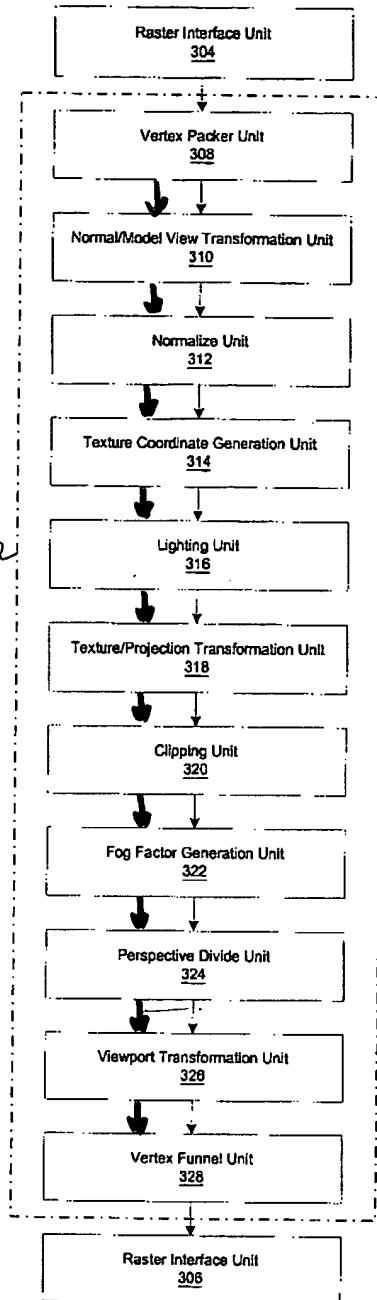 Raster Interface Unit
304
Vertex Packer Unit
308
Normal/Model View Transformation Unit
310
Normalize Unit
312
Texture Coordinate Generation Unit
314
Lighting Unit
316
Texture/Projection Transformation Unit
318
Clipping Unit
320
Fog Factor Generation Unit
322
Perspective Divide Unit
324
Viewport Transformation Unit
326
Vertex Funnel Unit
328
Raster Interface Unit
306